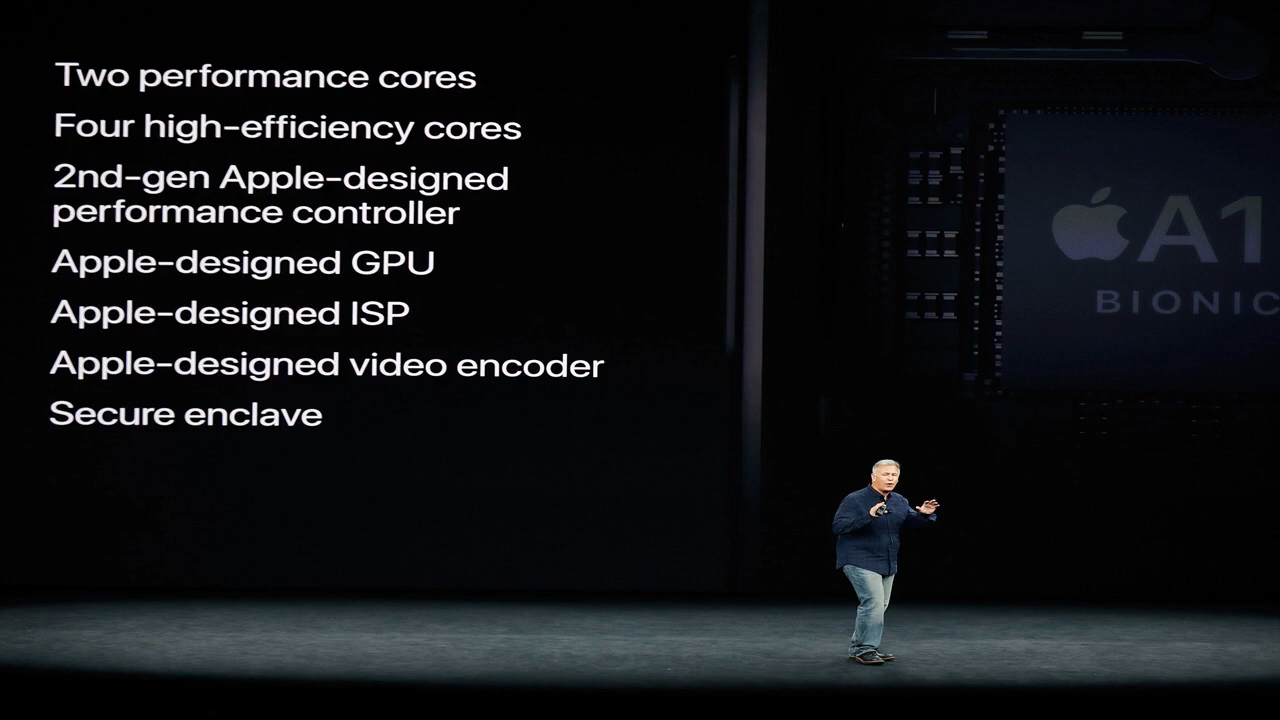 Two performance cores
Four high-efficiency cores
2nd-gen Apple-designed
performance controller
Apple-designed GPU
Apple-designed ISP
Apple-designed video encoder
Secure enclave
A1
BIONIC